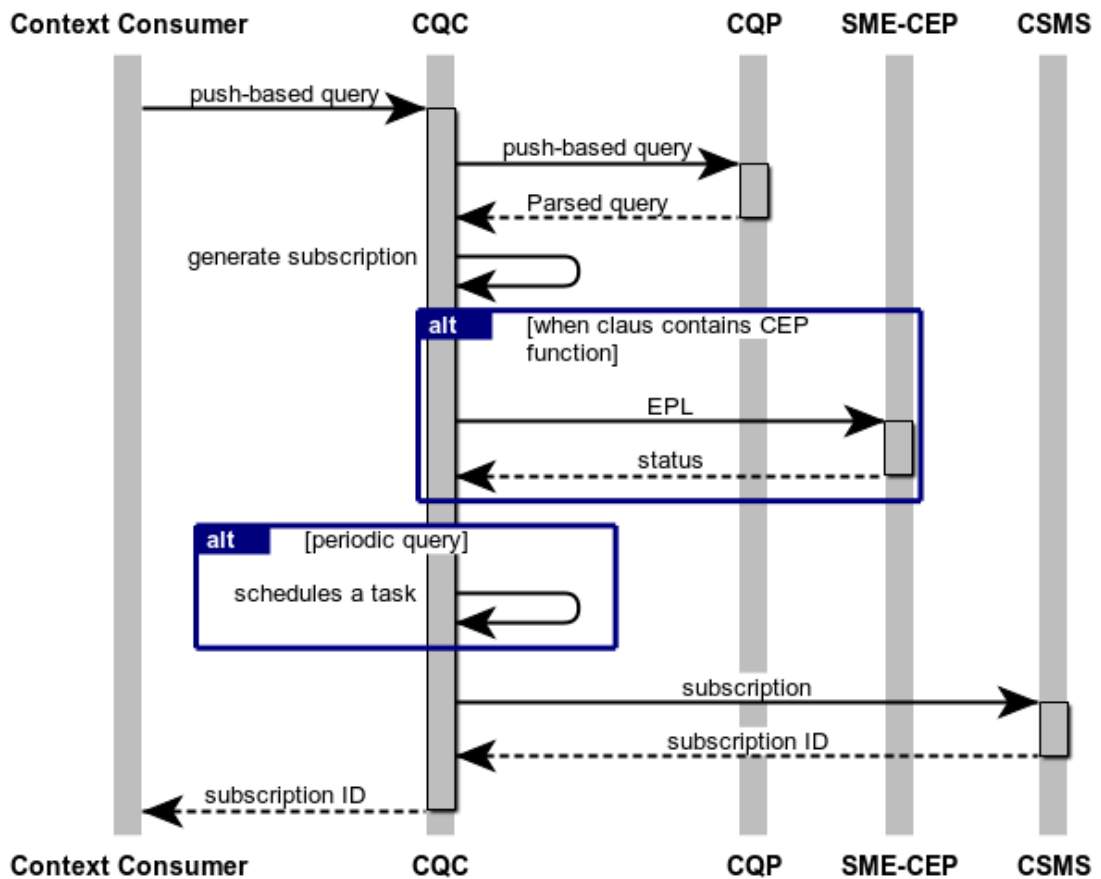 Context Consumer CQC CQP SME-CEP CSMS
push-based query
push-based query
Parsed query
generate subscription
alt [when claus contains CEP
function]
EPL
status
alt [periodic query]
schedules a task
subscription
subscription ID
subscription ID
Context Consumer CQC CQP SME-CEP CSMS